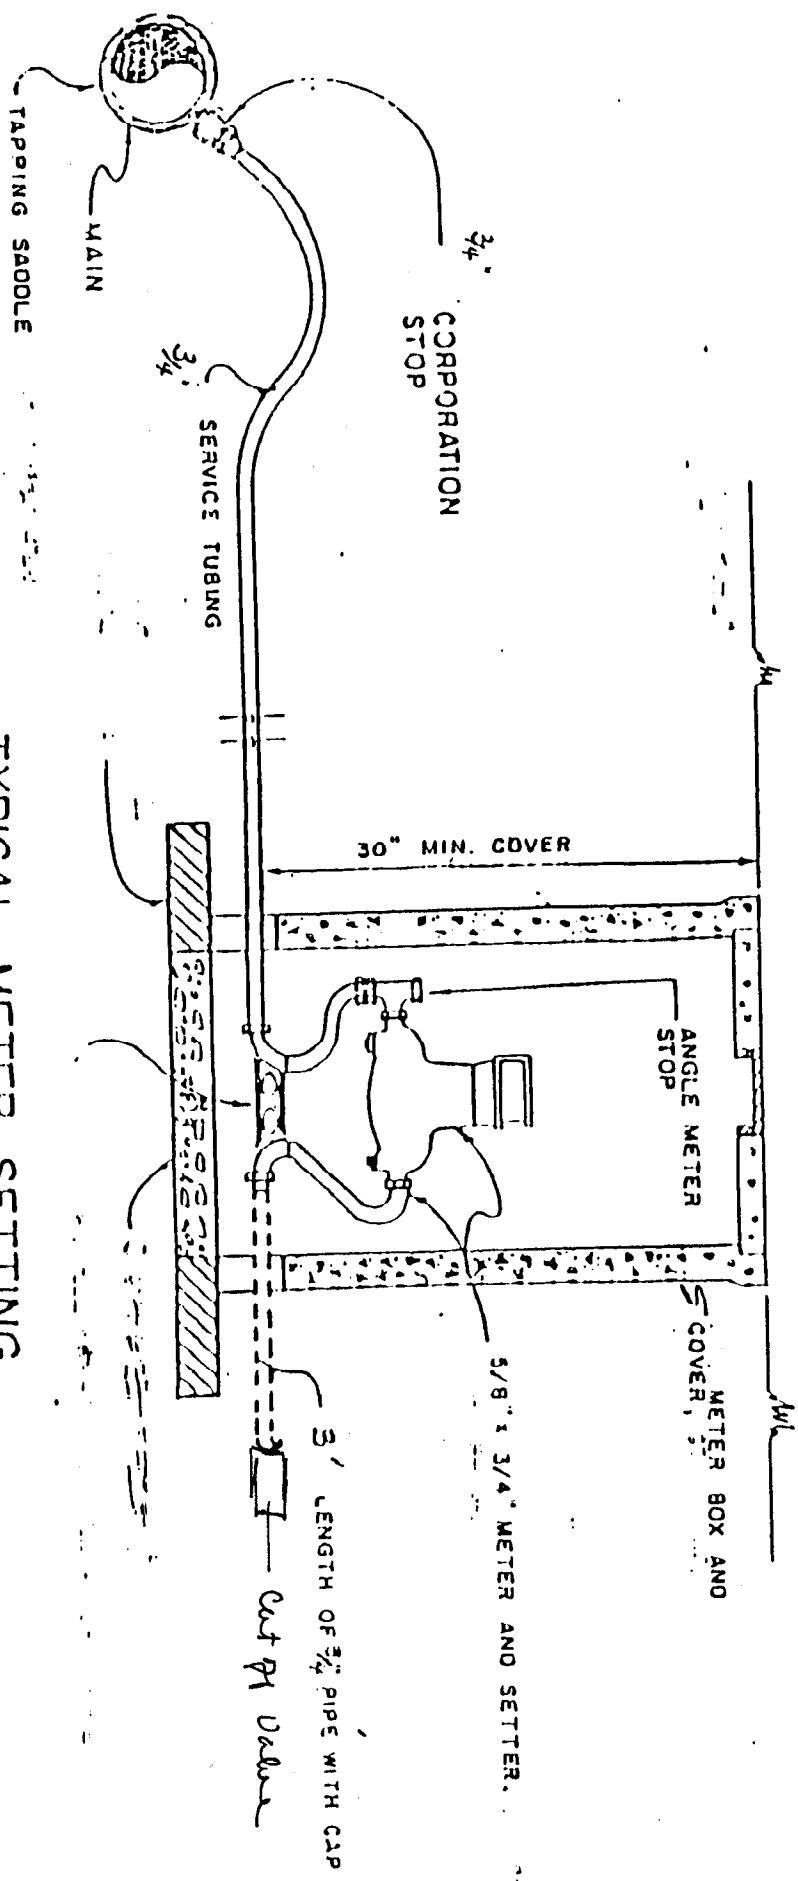 3/4"
CORPORATION
STOP
MAIN
TAPPING SADDLE
3/4"
SERVICE TUBING
30" MIN. COVER
ANGLE METER
STOP
METER BOX AND
COVER,
5/8" x 3/4" METER AND SETTER.
3' LENGTH OF 3/4" PIPE WITH CAP
Cut
TYPICAL METER SETTING